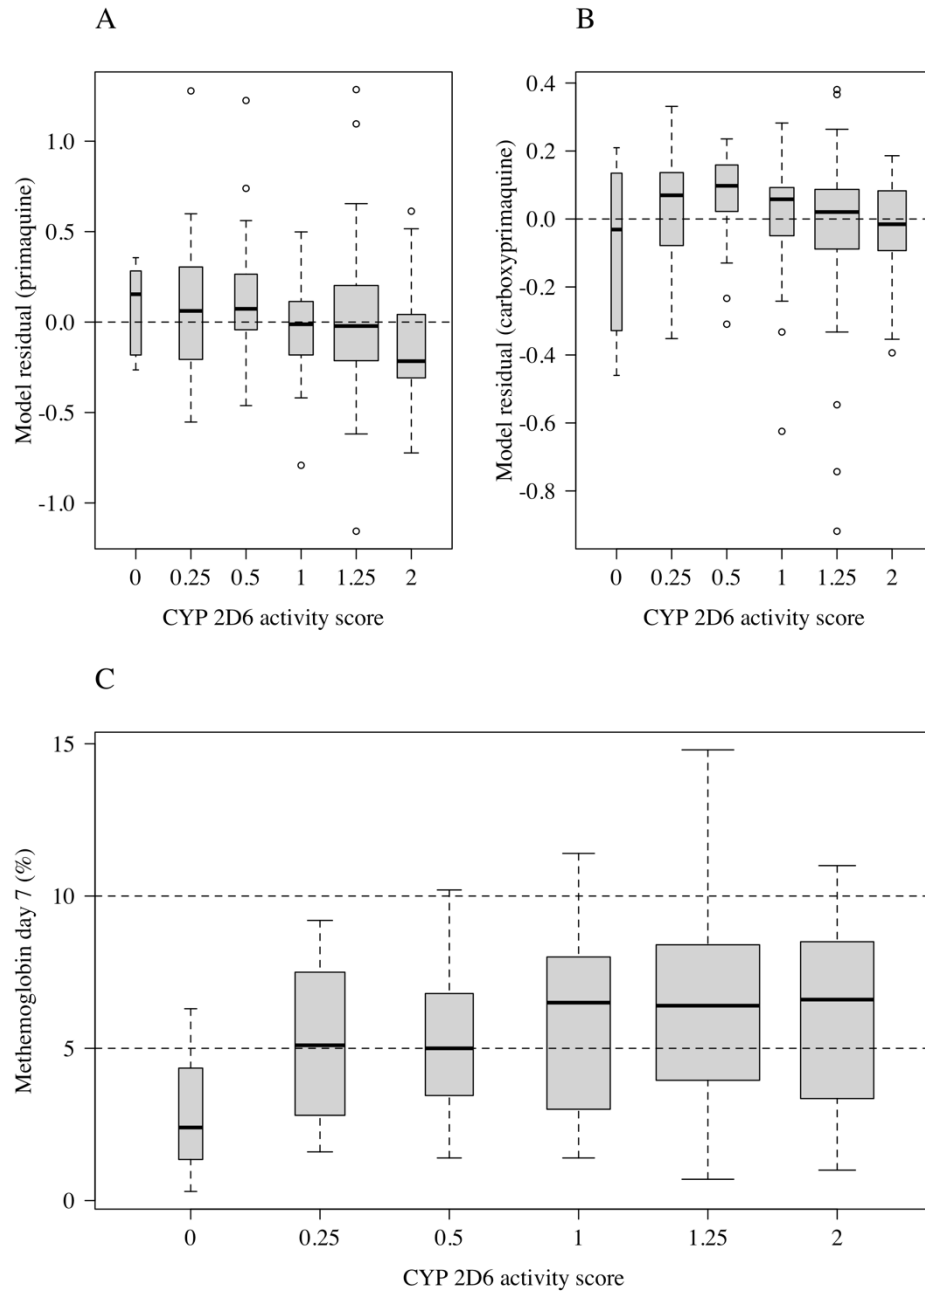 A
Model residual (primaquine)
1.0
0.5
0.0
-0.5
-1.0
0 0.25 0.5 1 1.25 2
CYP 2D6 activity score
B
Model residual (carboxyprimaquine)
0.4
0.2
0.0
-0.2
-0.4
-0.6
-0.8
0 0.25 0.5 1 1.25 2
CYP 2D6 activity score
C
Methemoglobin day 7 (%)
15
10
5
0
0 0.25 0.5 1 1.25 2
CYP 2D6 activity score